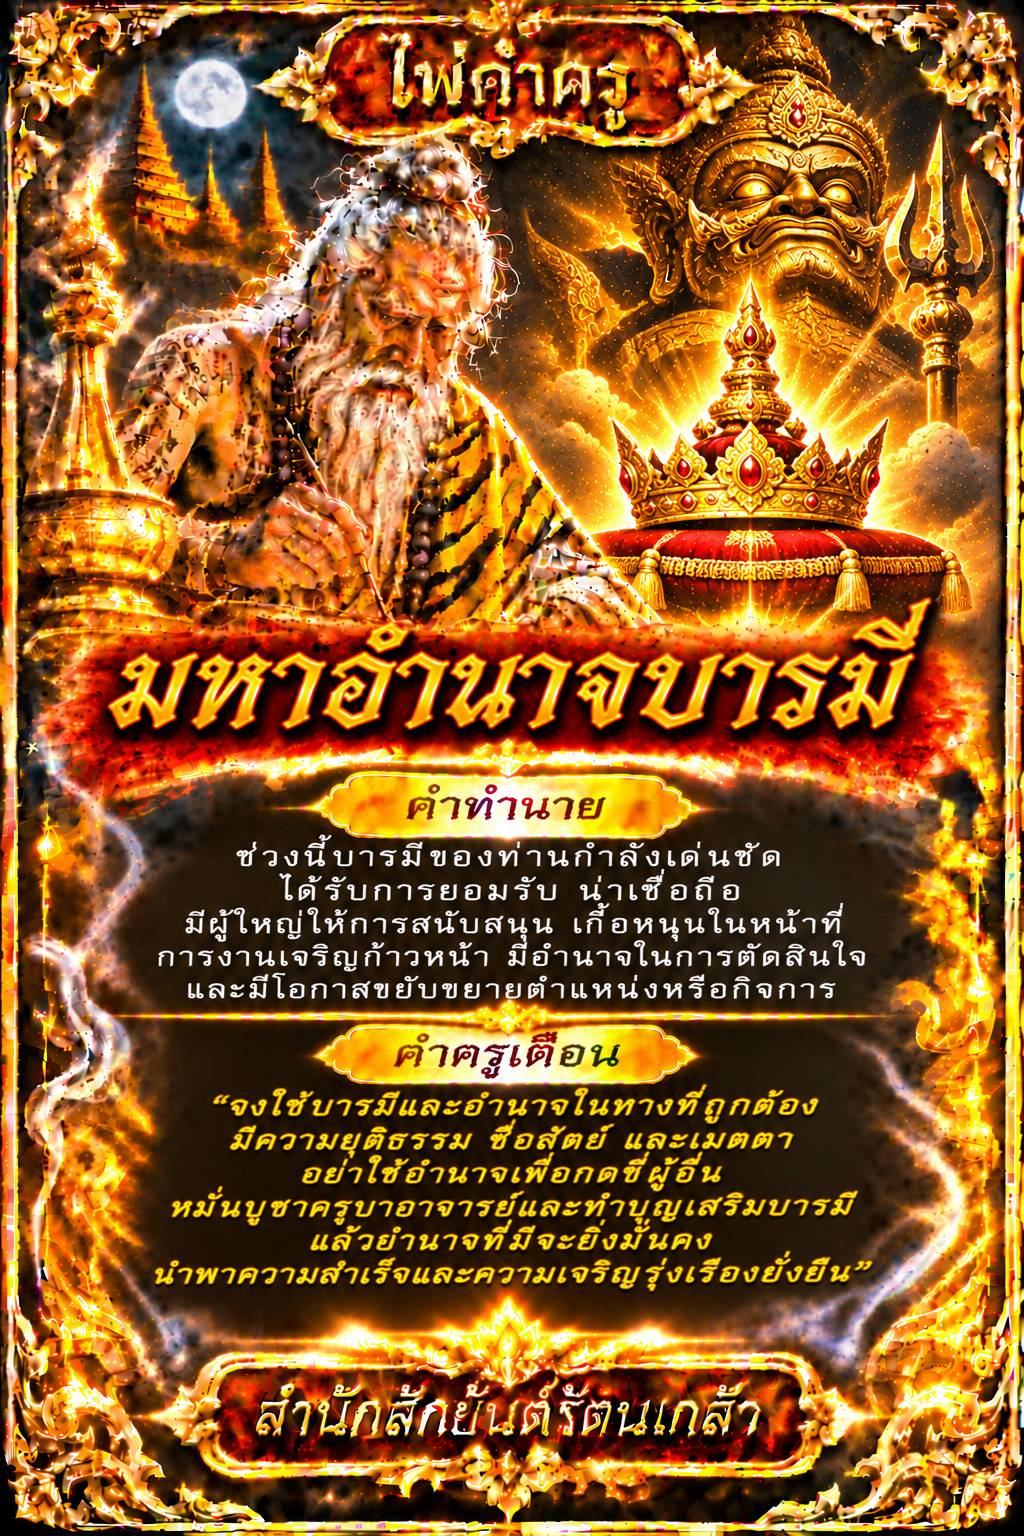 ไพ่คำครู
มหาอำนาจบารมี
คำทำนาย
ช่วงนี้บารมีของท่านกำลังเด่นชัด
ได้รับการยอมรับ น่าเชื่อถือ
มีผู้ใหญ่ให้การสนับสนุน เกื้อหนุนในหน้าที่
การงานเจริญก้าวหน้า มีอำนาจในการตัดสินใจ
และมีโอกาสขยับขยายตำแหน่งหรือกิจการ
คำครูเตือน
“จงใช้บารมีและอำนาจในทางที่ถูกต้อง
มีความยุติธรรม ซื่อสัตย์ และเมตตา
อย่าใช้อำนาจเพื่อกดขี่ผู้อื่น
หมั่นบูชาครูบาอาจารย์และทำบุญเสริมบารมี
แล้วยำนาจที่มีจะยิ่งมั่นคง
นำพาความสำเร็จและความเจริญรุ่งเรืองยั่งยืน”
สำนักสักยันต์รัตนเกล้า